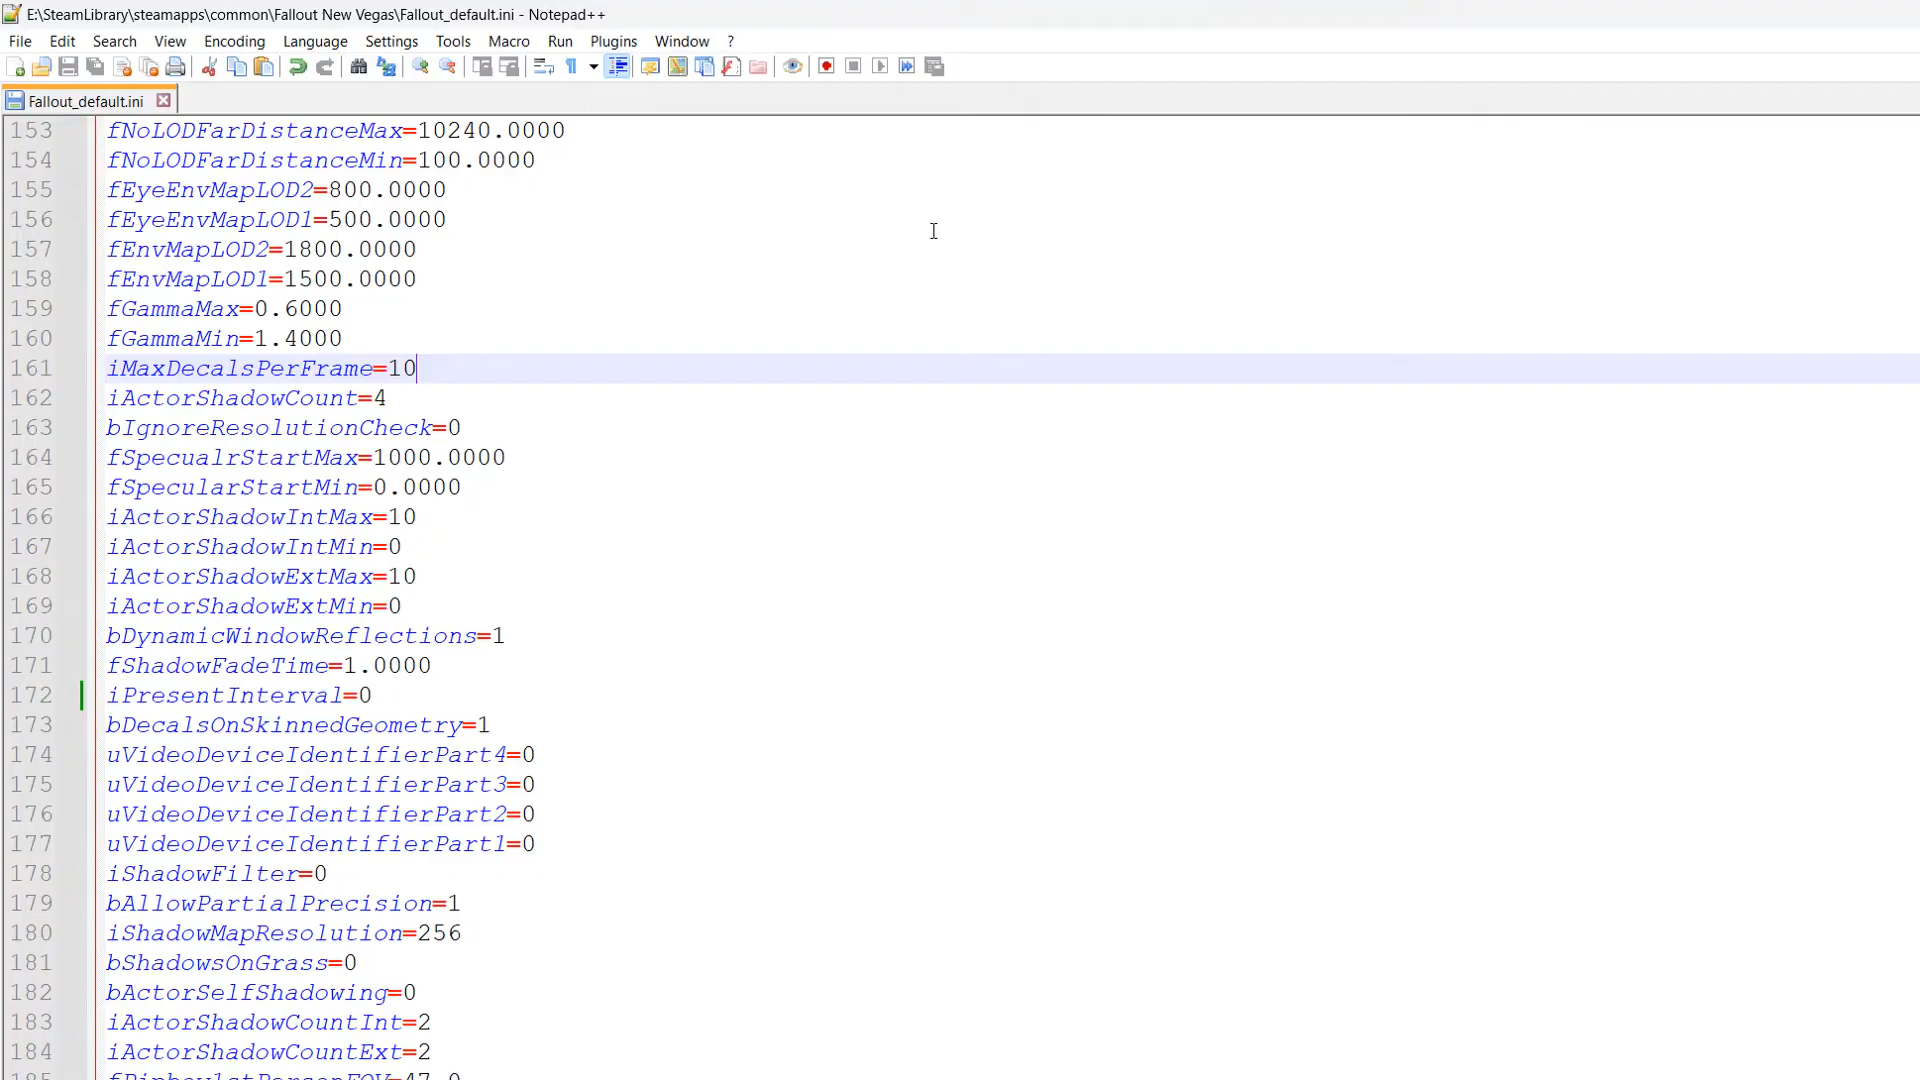 E:\SteamLibrary\steamapps\common\Fallout New Vegas\Fallout_default.ini - Notepad++
File Edit Search View Encoding Language Settings Tools Macro Run Plugins Window ?
Fallout_default.ini
153 fNoLODFarDistanceMax=10240.0000
154 fNoLODFarDistanceMin=100.0000
155 fEyeEnvMapLOD2=800.0000
156 fEyeEnvMapLOD1=500.0000
157 fEnvMapLOD2=1800.0000
158 fEnvMapLOD1=1500.0000
159 fGammaMax=0.6000
160 fGammaMin=1.4000
161 iMaxDecalsPerFrame=10
162 iActorShadowCount=4
163 bIgnoreResolutionCheck=0
164 fSpecualrStartMax=1000.0000
165 fSpecularStartMin=0.0000
166 iActorShadowIntMax=10
167 iActorShadowIntMin=0
168 iActorShadowExtMax=10
169 iActorShadowExtMin=0
170 bDynamicWindowReflections=1
171 fShadowFadeTime=1.0000
172 iPresentInterval=0
173 bDecalsOnSkinnedGeometry=1
174 uVideoDeviceIdentifierPart4=0
175 uVideoDeviceIdentifierPart3=0
176 uVideoDeviceIdentifierPart2=0
177 uVideoDeviceIdentifierPart1=0
178 iShadowFilter=0
179 bAllowPartialPrecision=1
180 iShadowMapResolution=256
181 bShadowsOnGrass=0
182 bActorSelfShadowing=0
183 iActorShadowCountInt=2
184 iActorShadowCountExt=2
185 fPipboy1stPersonFOV=47.0